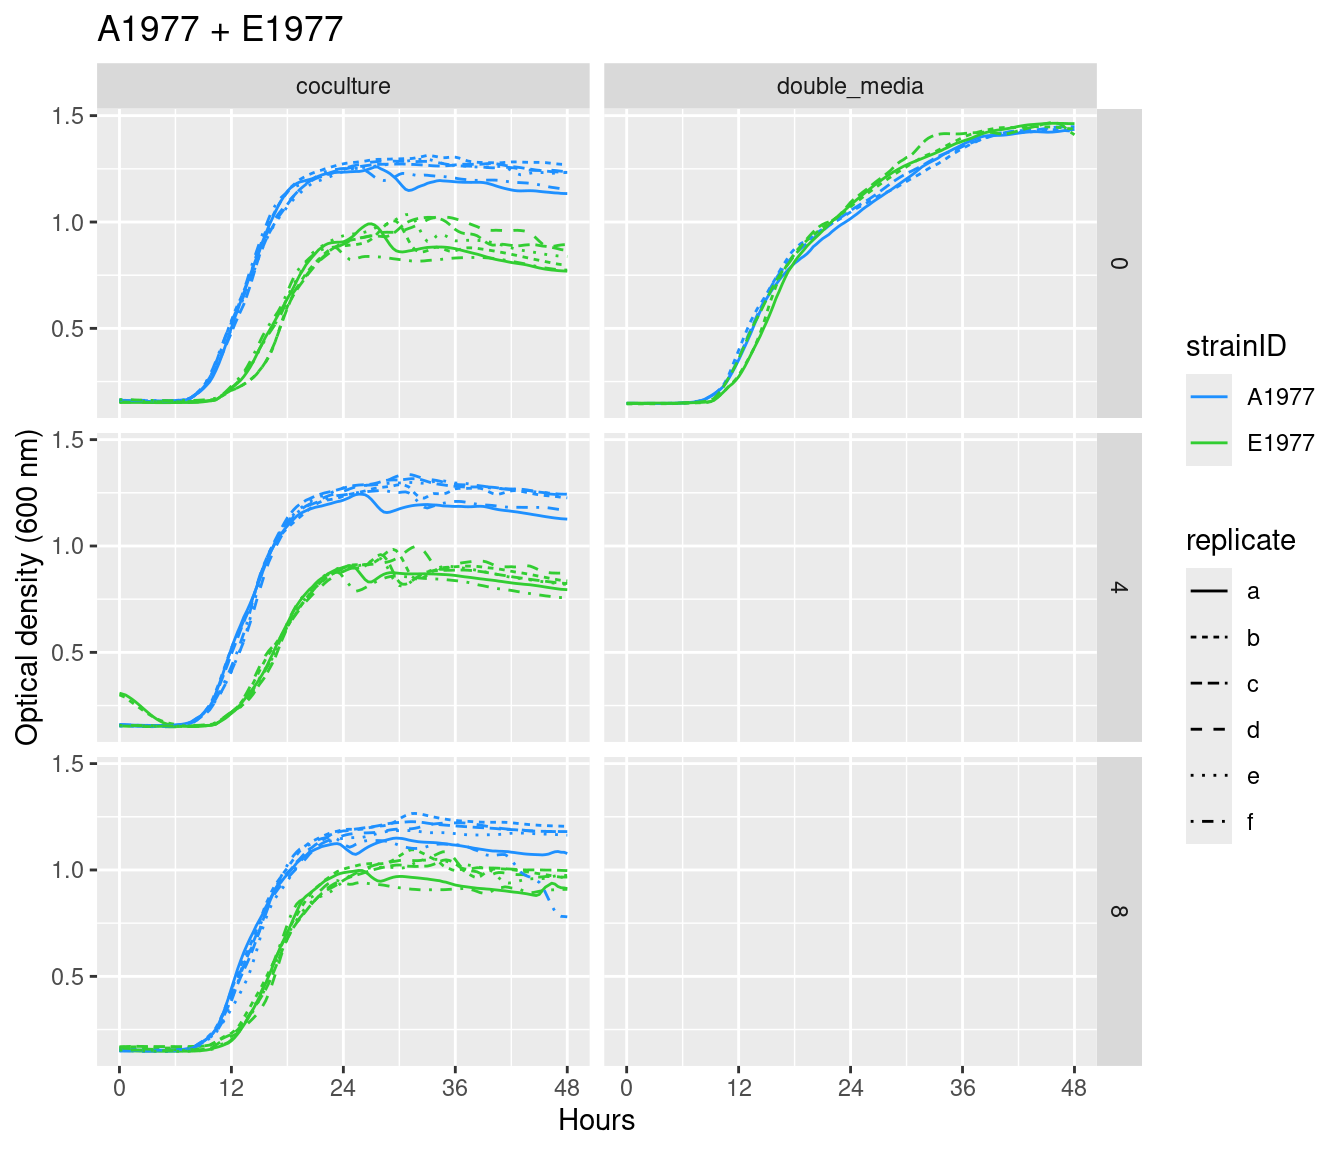 A1977 + E1977
coculture
double_media
1.5
1.0
0.5
0
1.5
1.0
0.5
4
1.5
1.0
0.5
8
Optical density (600 nm)
0 12 24 36 48
0 12 24 36 48
Hours
strainID
A1977
E1977
replicate
a
b
c
d
e
f